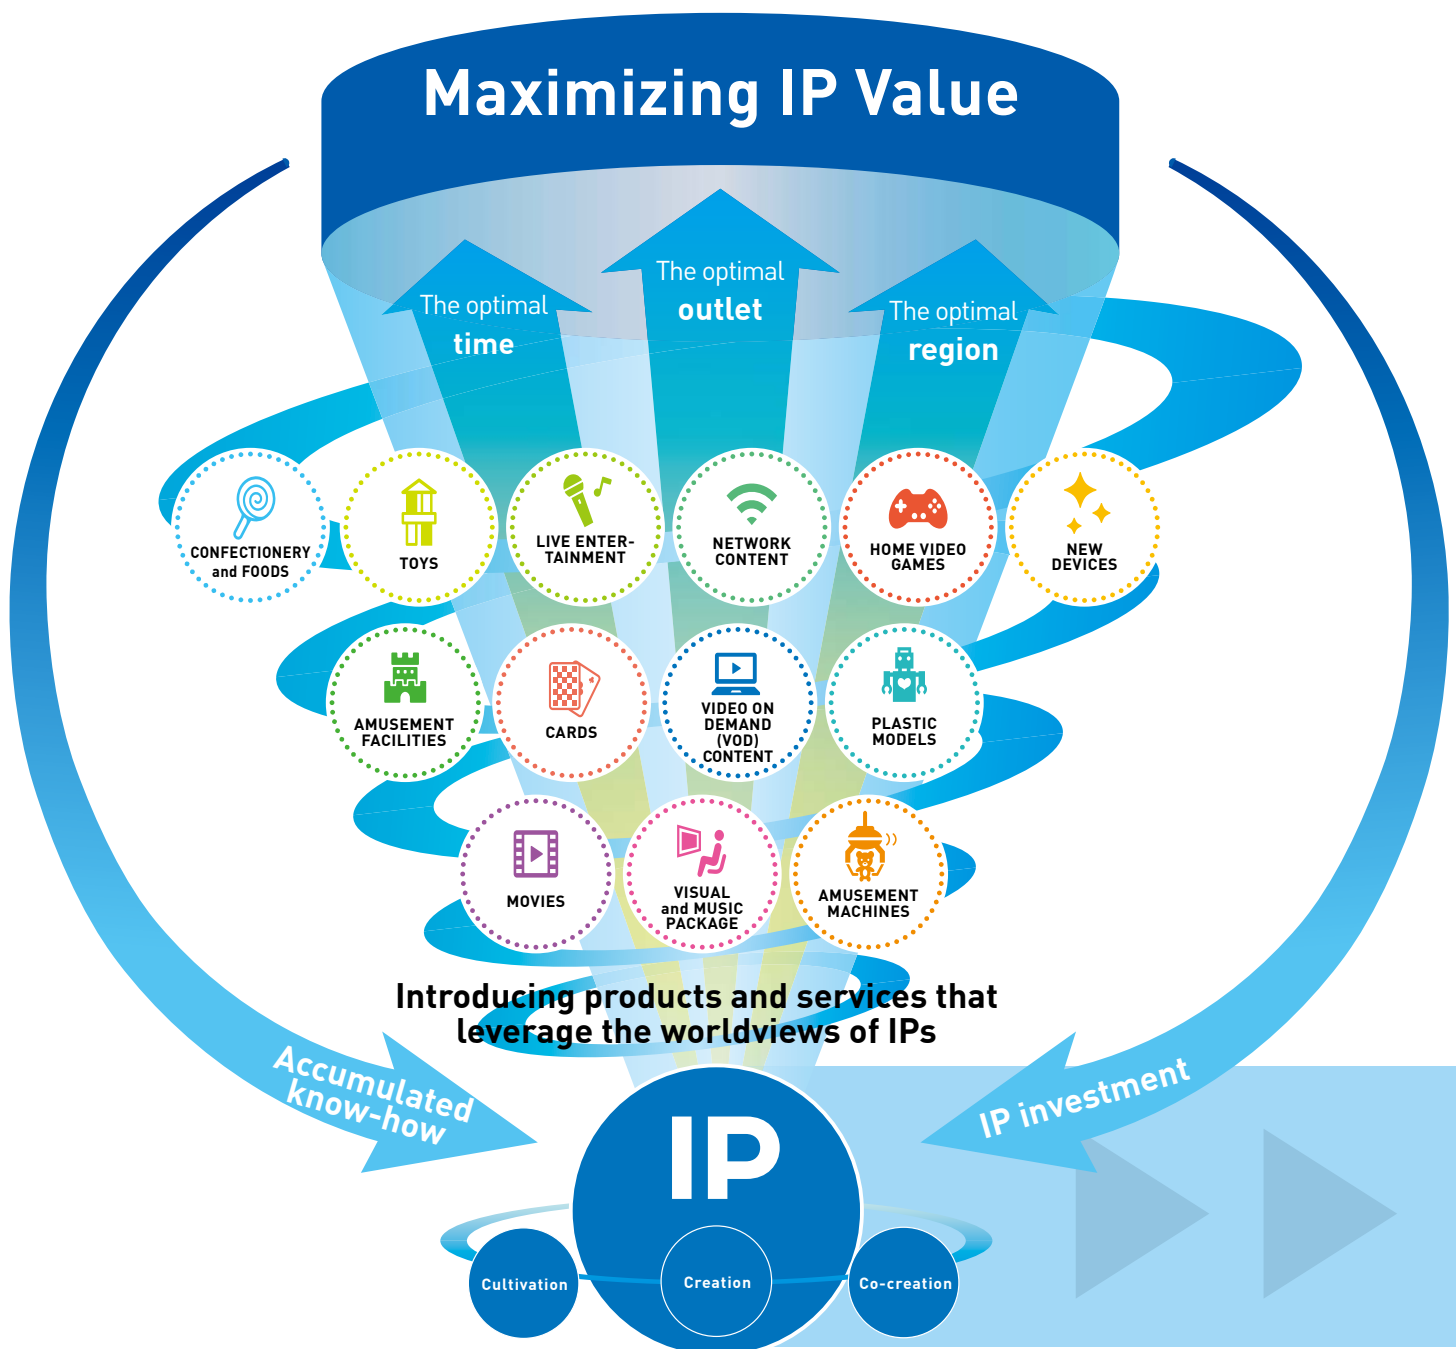 Maximizing IP Value
The optimal
time
The optimal
outlet
The optimal
region
CONFECTIONERY
and FOODS
TOYS
LIVE ENTER-
TAINMENT
NETWORK
CONTENT
HOME VIDEO
GAMES
NEW
DEVICES
AMUSEMENT
FACILITIES
CARDS
VIDEO ON
DEMAND
(VOD)
CONTENT
PLASTIC
MODELS
MOVIES
VISUAL
and MUSIC
PACKAGE
AMUSEMENT
MACHINES
Introducing products and services that
leverage the worldviews of IPs
Accumulated
know-how
IP investment
IP
Cultivation
Creation
Co-creation